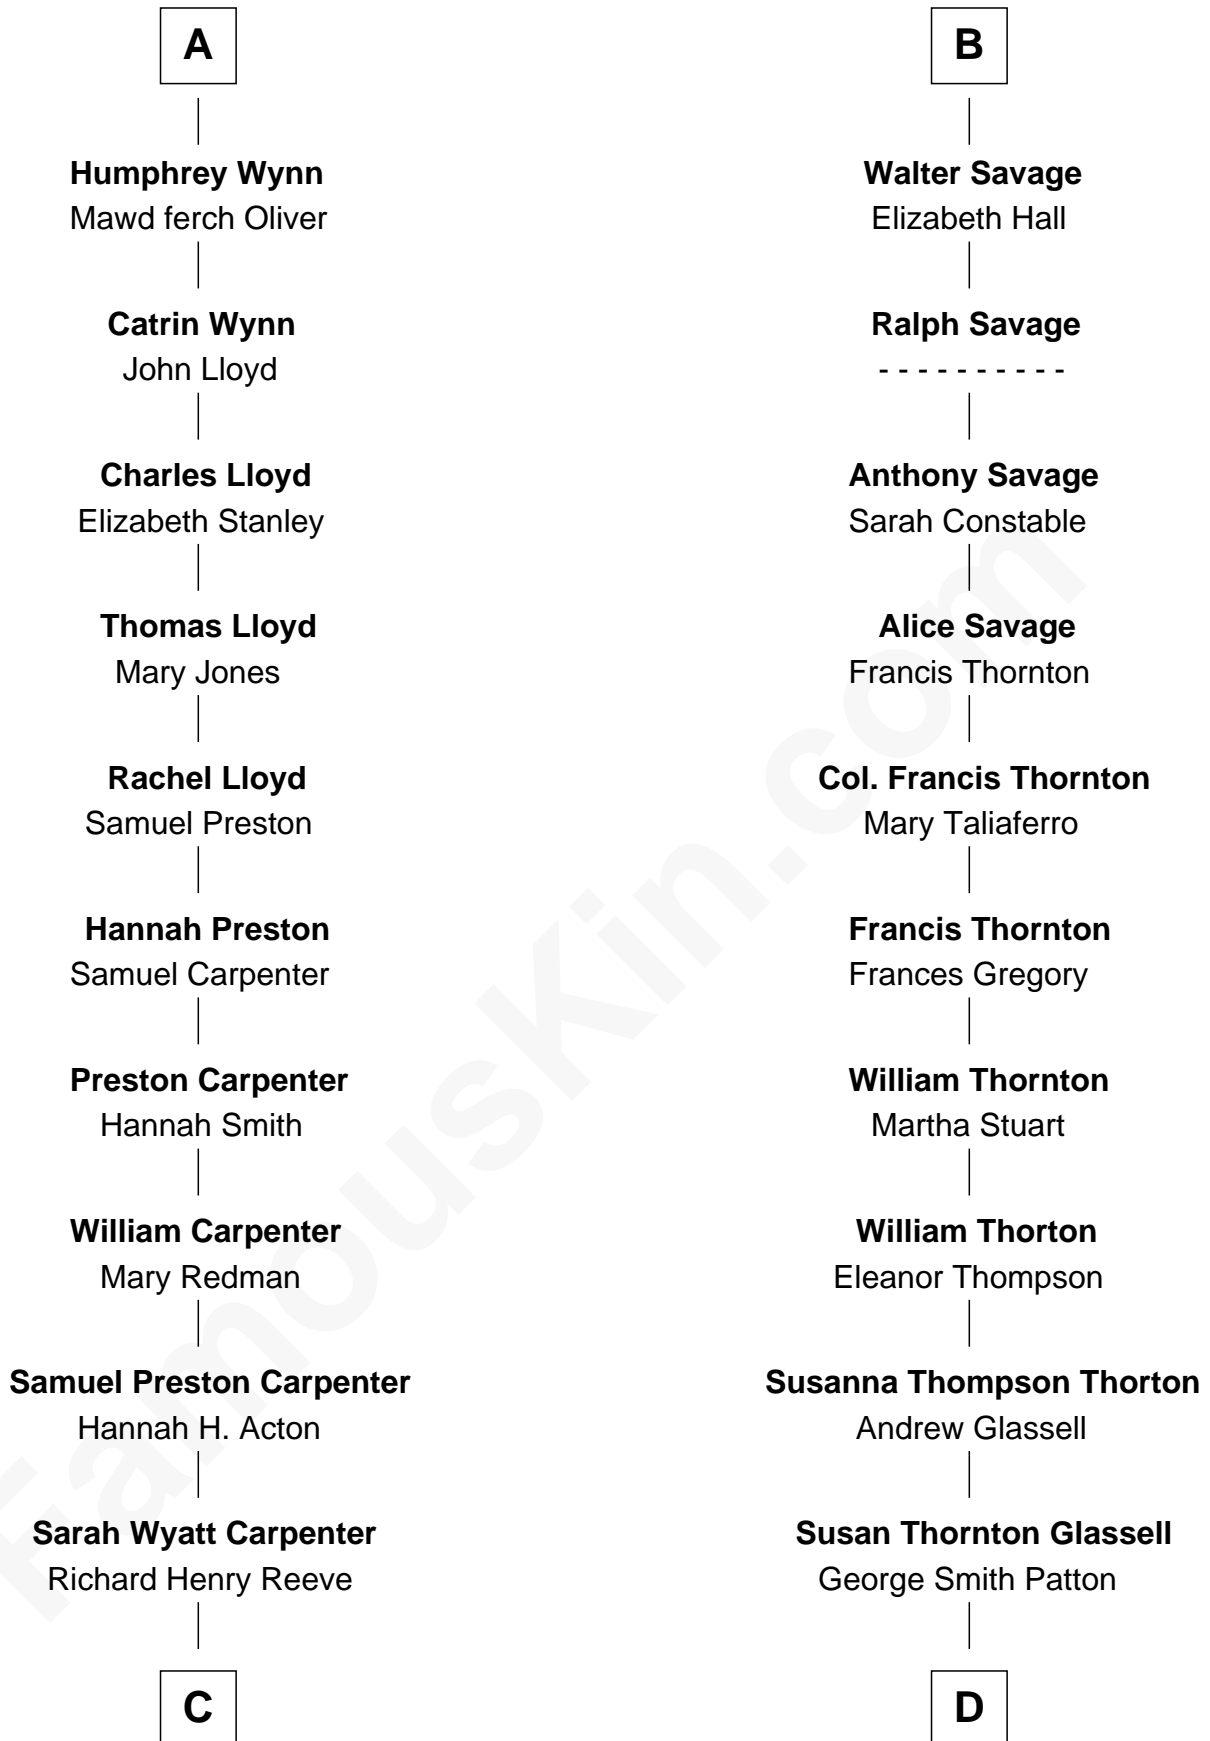 A
Humphrey Wynn
Mawd ferch Oliver
Catrin Wynn
John Lloyd
Charles Lloyd
Elizabeth Stanley
Thomas Lloyd
Mary Jones
Rachel Lloyd
Samuel Preston
Hannah Preston
Samuel Carpenter
Preston Carpenter
Hannah Smith
William Carpenter
Mary Redman
Samuel Preston Carpenter
Hannah H. Acton
Sarah Wyatt Carpenter
Richard Henry Reeve
C
B
Walter Savage
Elizabeth Hall
Ralph Savage
- - - - - - - - - -
Anthony Savage
Sarah Constable
Alice Savage
Francis Thornton
Col. Francis Thornton
Mary Taliaferro
Francis Thornton
Frances Gregory
William Thornton
Martha Stuart
William Thorton
Eleanor Thompson
Susanna Thompson Thorton
Andrew Glassell
Susan Thornton Glassell
George Smith Patton
D
FamousKin.com